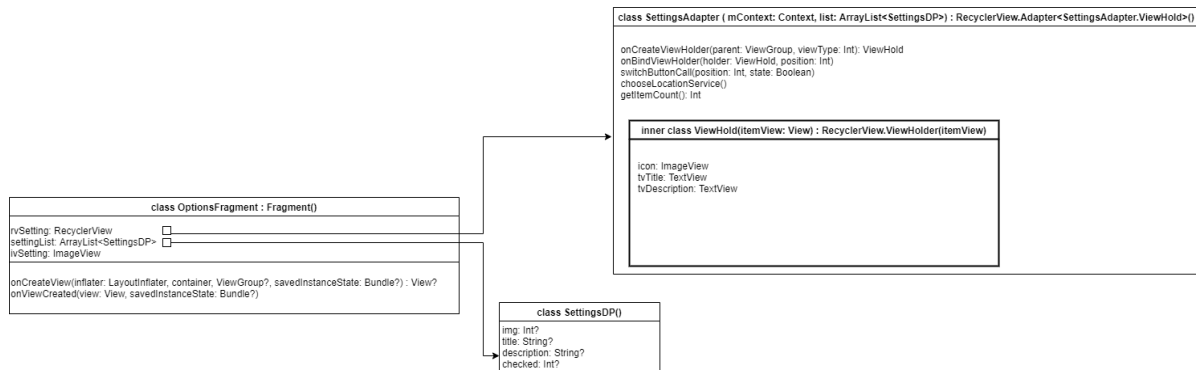 class SettingsAdapter ( mContext: Context, list: ArrayList<SettingsDP>) : RecyclerView.Adapter<SettingsAdapter.ViewHold>()
onCreateViewHolder(parent: ViewGroup, viewType: Int): ViewHold
onBindViewHolder(holder: ViewHold, position: Int)
switchButtonCall(position: Int, state: Boolean)
chooseLocationService()
getItemCount(): Int
inner class ViewHold(itemView: View) : RecyclerView.ViewHolder(itemView)
icon: ImageView
tvTitle: TextView
tvDescription: TextView
class OptionsFragment : Fragment()
rvSetting: RecyclerView
settingList: ArrayList<SettingsDP>
ivSetting: ImageView
onCreateView(inflater: LayoutInflater, container, ViewGroup?, savedInstanceState: Bundle?) : View?
onViewCreated(view: View, savedInstanceState: Bundle?)
class SettingsDP()
img: Int?
title: String?
description: String?
checked: Int?